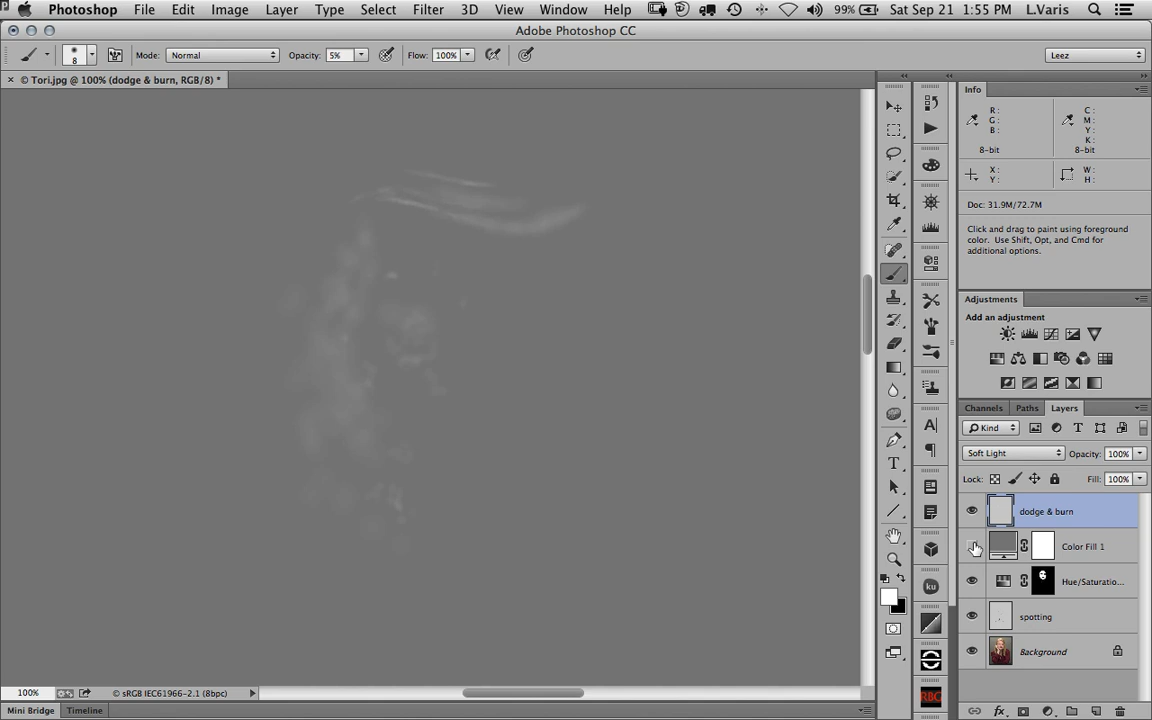 Photoshop File Edit Image Layer Type Select Filter 3D View Window Help 99% Sat Sep 21 1:55 PM L.Varis
Adobe Photoshop CC
8 Mode: Normal Opacity: 5% Flow: 100% Leez
× © Tori.jpg @ 100% (dodge & burn, RGB/8) *
Info
R: C:
G: M:
B: Y:
K:
8-bit 8-bit
X: W:
Y: H:
Doc: 31.9M/72.7M
Click and drag to paint using foreground
color. Use Shift, Opt, and Cmd for
additional options.
Adjustments
Add an adjustment
Channels Paths Layers
Kind
Soft Light Opacity: 100%
Lock: Fill: 100%
dodge & burn
Color Fill 1
Hue/Saturatio...
spotting
Background
A
T
ku
RBG
100% sRGB IEC61966-2.1 (8bpc)
Mini Bridge Timeline
fx